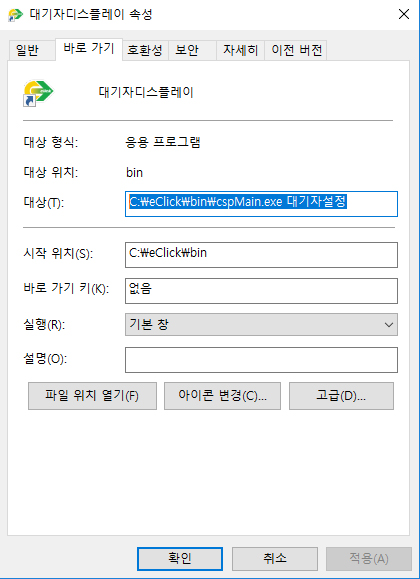 대기자디스플레이 속성
일반 바로 가기 호환성 보안 자세히 이전 버전
대기자디스플레이
대상 형식: 응용 프로그램
대상 위치: bin
대상(T): C:₩eClick₩bin₩cspMain.exe 대기자설정
시작 위치(S): C:₩eClick₩bin
바로 가기 키(K): 없음
실행(R): 기본 창
설명(O):
파일 위치 열기(F) 아이콘 변경(C)... 고급(D)...
확인 취소 적용(A)